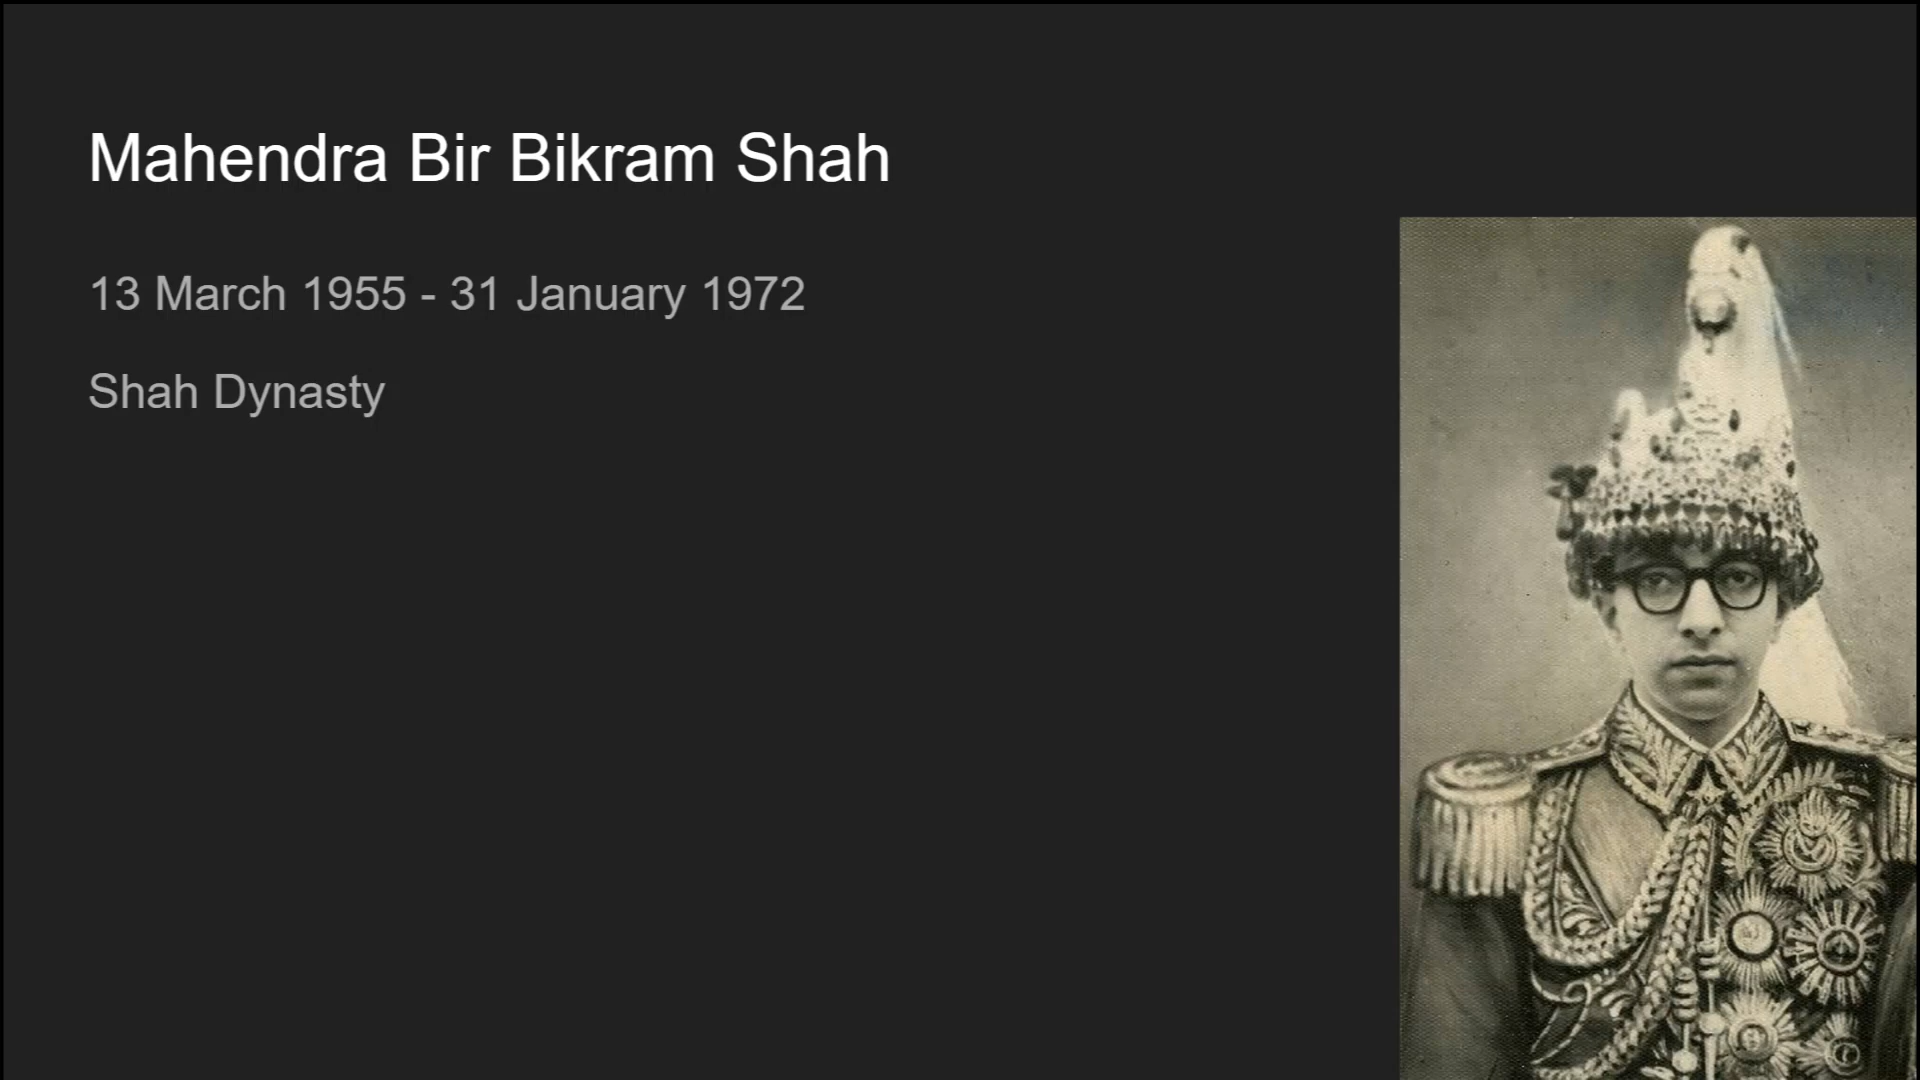 Mahendra Bir Bikram Shah
13 March 1955 - 31 January 1972
Shah Dynasty